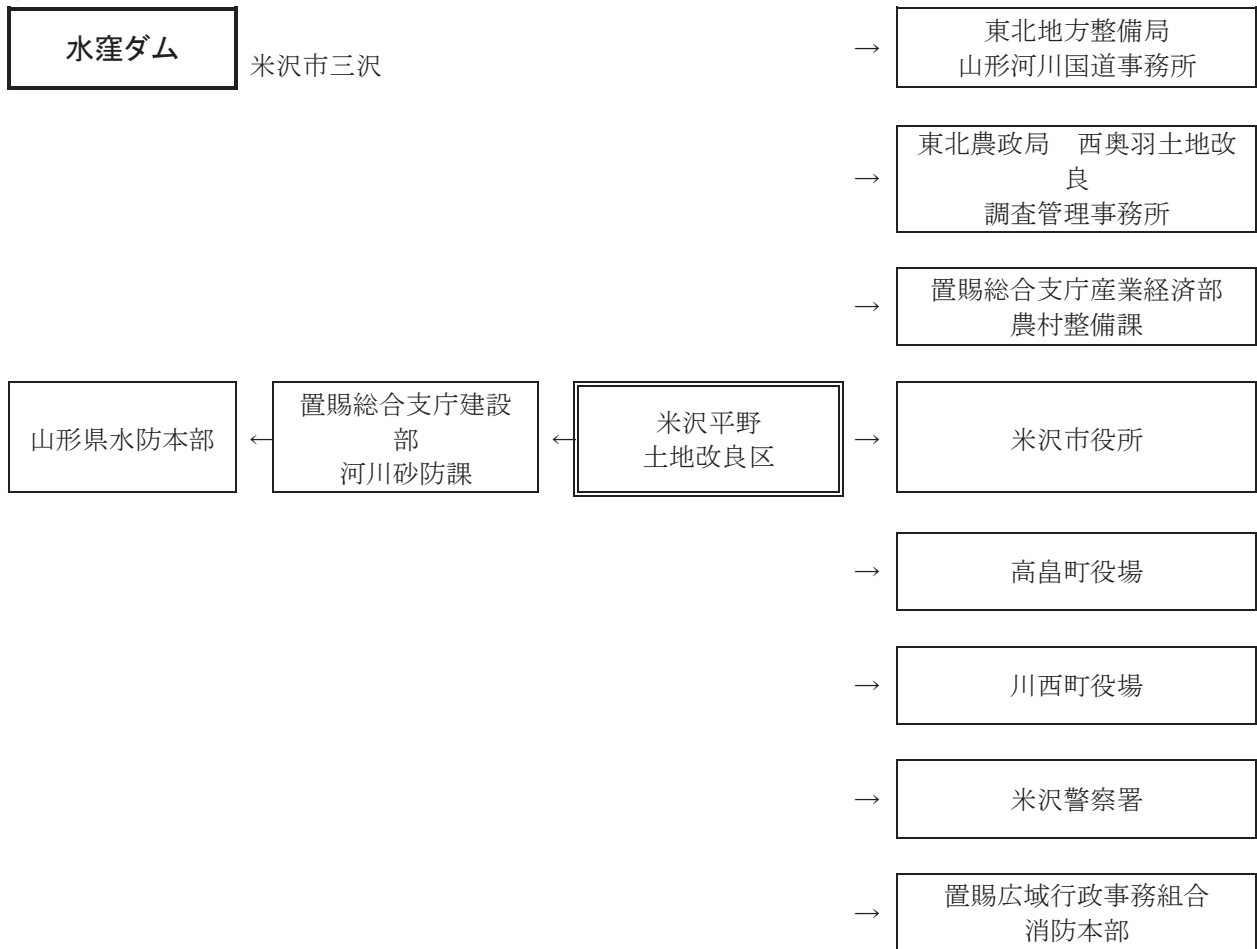 水窪ダム
米沢市三沢
→
東北地方整備局
山形河川国道事務所
→
東北農政局　西奥羽土地改
良
調査管理事務所
→
置賜総合支庁産業経済部
農村整備課
山形県水防本部
←
置賜総合支庁建設
部
河川砂防課
←
米沢平野
土地改良区
→
米沢市役所
→
高畠町役場
→
川西町役場
→
米沢警察署
→
置賜広域行政事務組合
消防本部